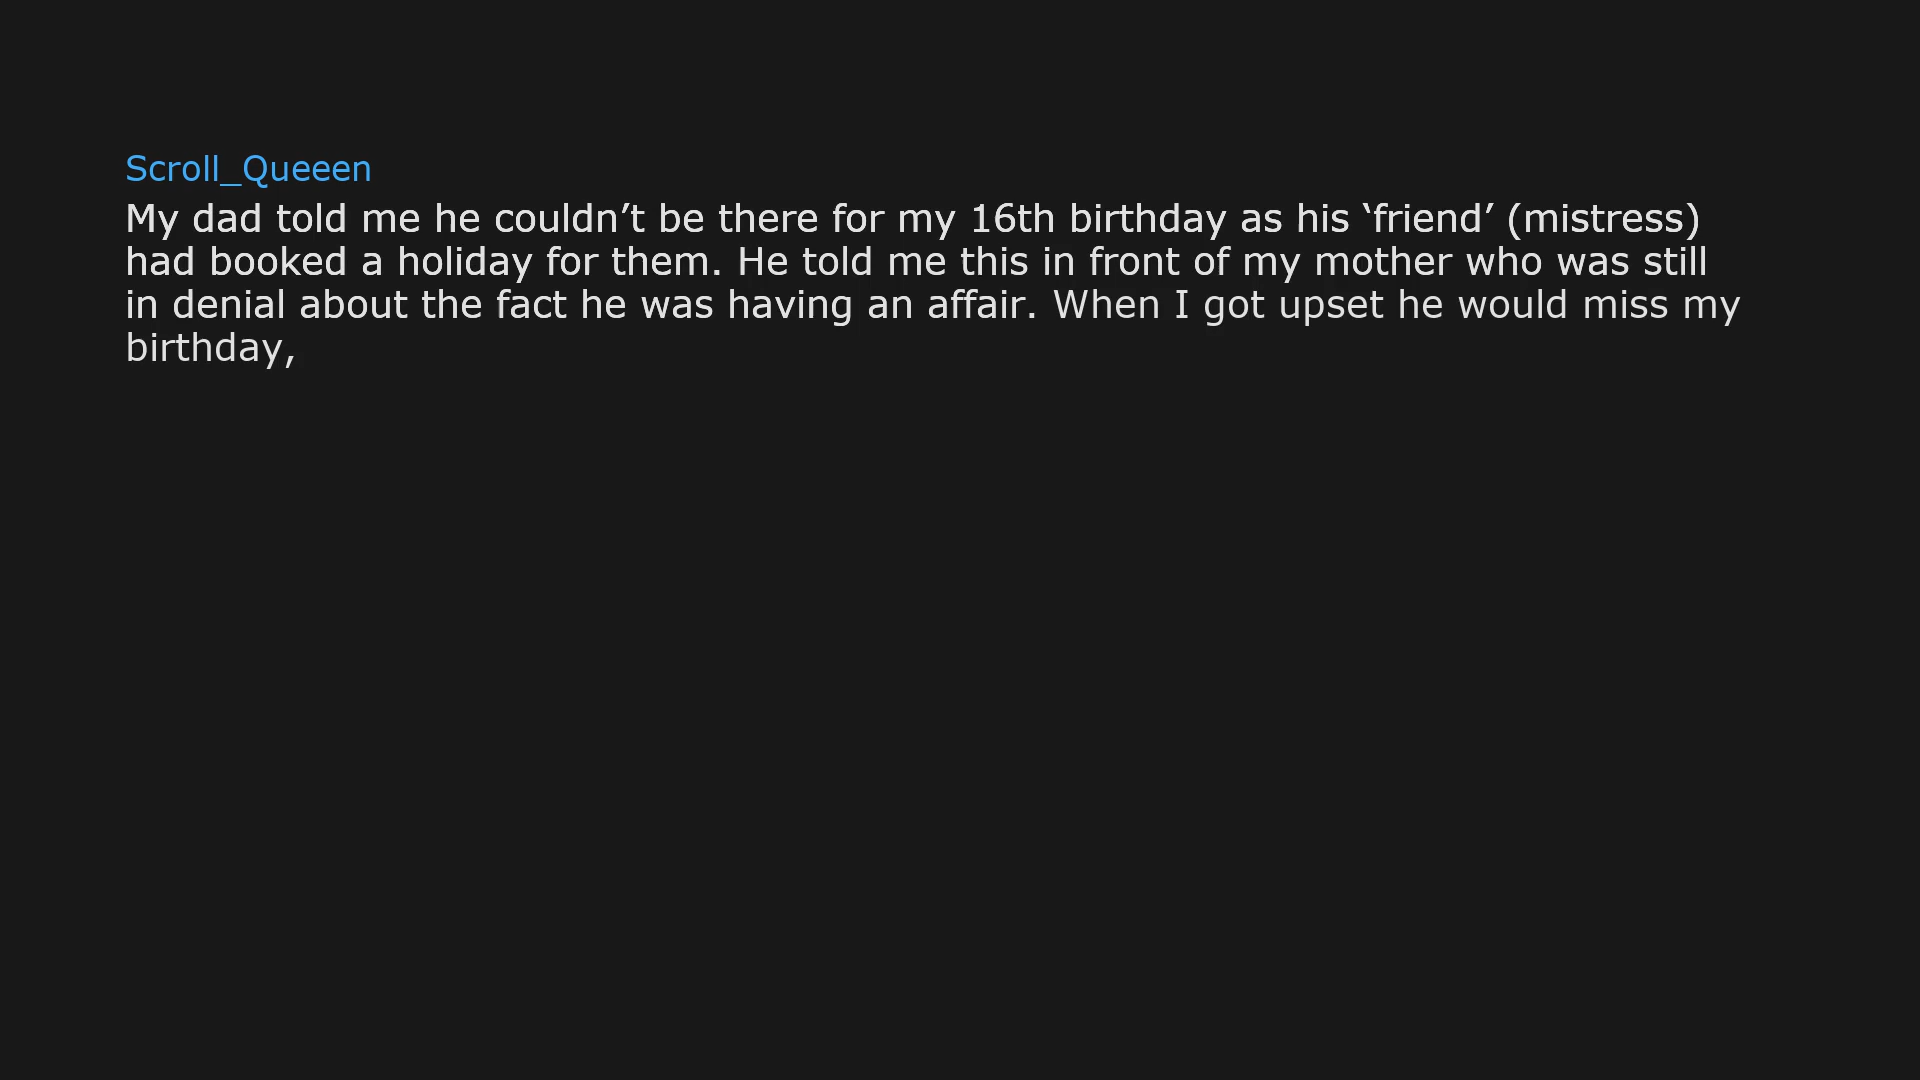 Scroll_Queeen
My dad told me he couldn’t be there for my 16th birthday as his ‘friend’ (mistress)
had booked a holiday for them. He told me this in front of my mother who was still
in denial about the fact he was having an affair. When I got upset he would miss my
birthday,